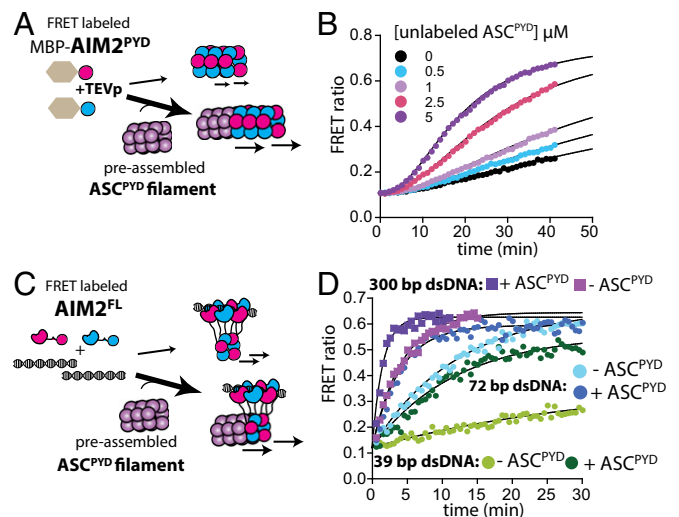 A
FRET labeled
MBP-AIM2PYD
+TEVp
pre-assembled
ASCPYD filament
B
[unlabeled ASCPYD] μM
0
0.5
1
2.5
5
1.0
0.8
0.6
0.4
0.2
0.0
FRET ratio
0 10 20 30 40 50
time (min)
C
FRET labeled
AIM2FL
+
pre-assembled
ASCPYD filament
D
300 bp dsDNA: + ASCPYD - ASCPYD
0.7
0.6
0.5
0.4
0.3
0.2
0.1
0.0
FRET ratio
- ASCPYD
72 bp dsDNA:
+ ASCPYD
39 bp dsDNA: - ASCPYD + ASCPYD
0 5 10 15 20 25 30
time (min)